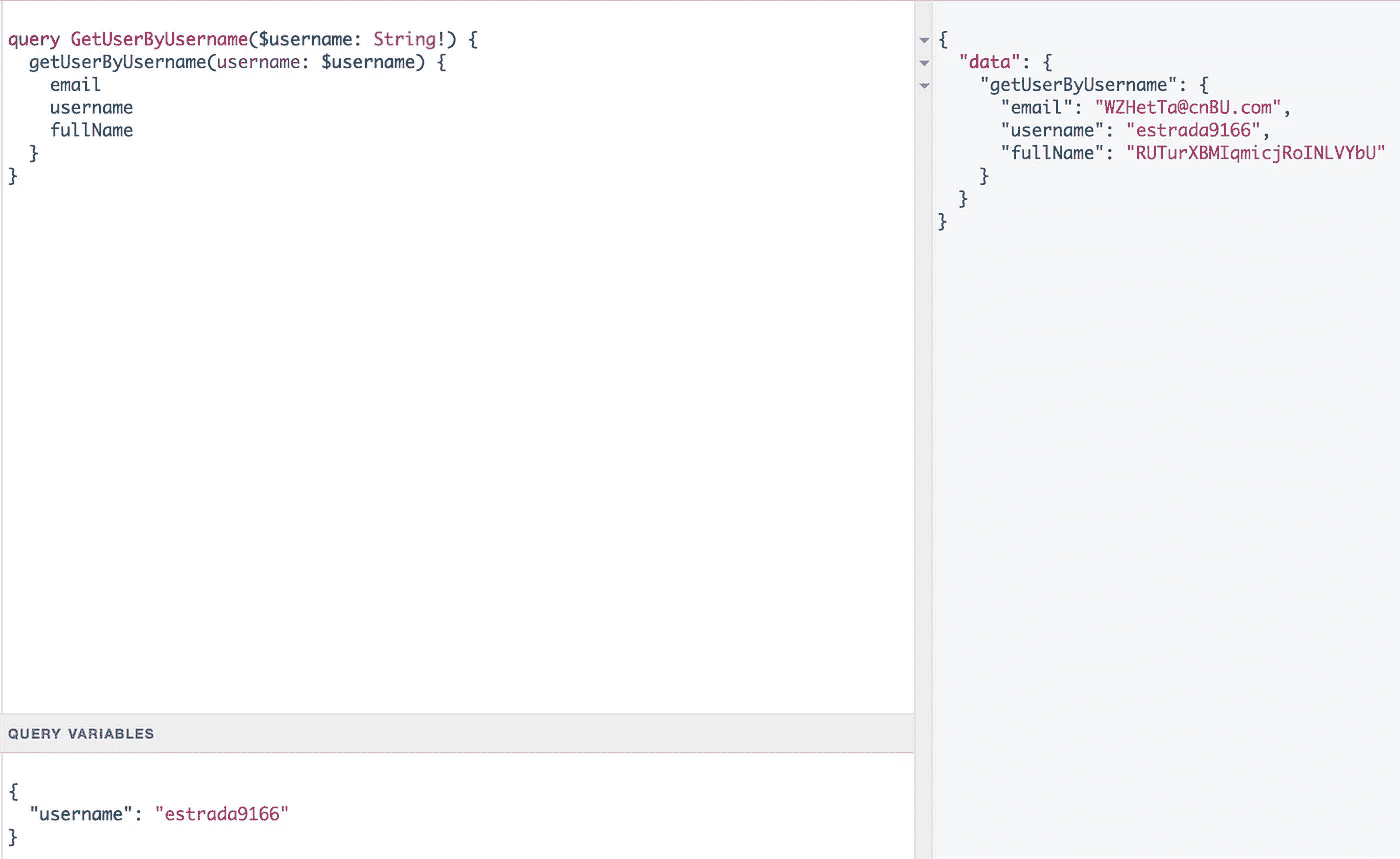 query GetUserByUsername($username: String!) {
  getUserByUsername(username: $username) {
    email
    username
    fullName
  }
}
QUERY VARIABLES
{
  "username": "estrada9166"
}
{
  "data": {
    "getUserByUsername": {
      "email": "WZHetTa@cnBU.com",
      "username": "estrada9166",
      "fullName": "RUTurXBMIqmicjRoINLVYbU"
    }
  }
}